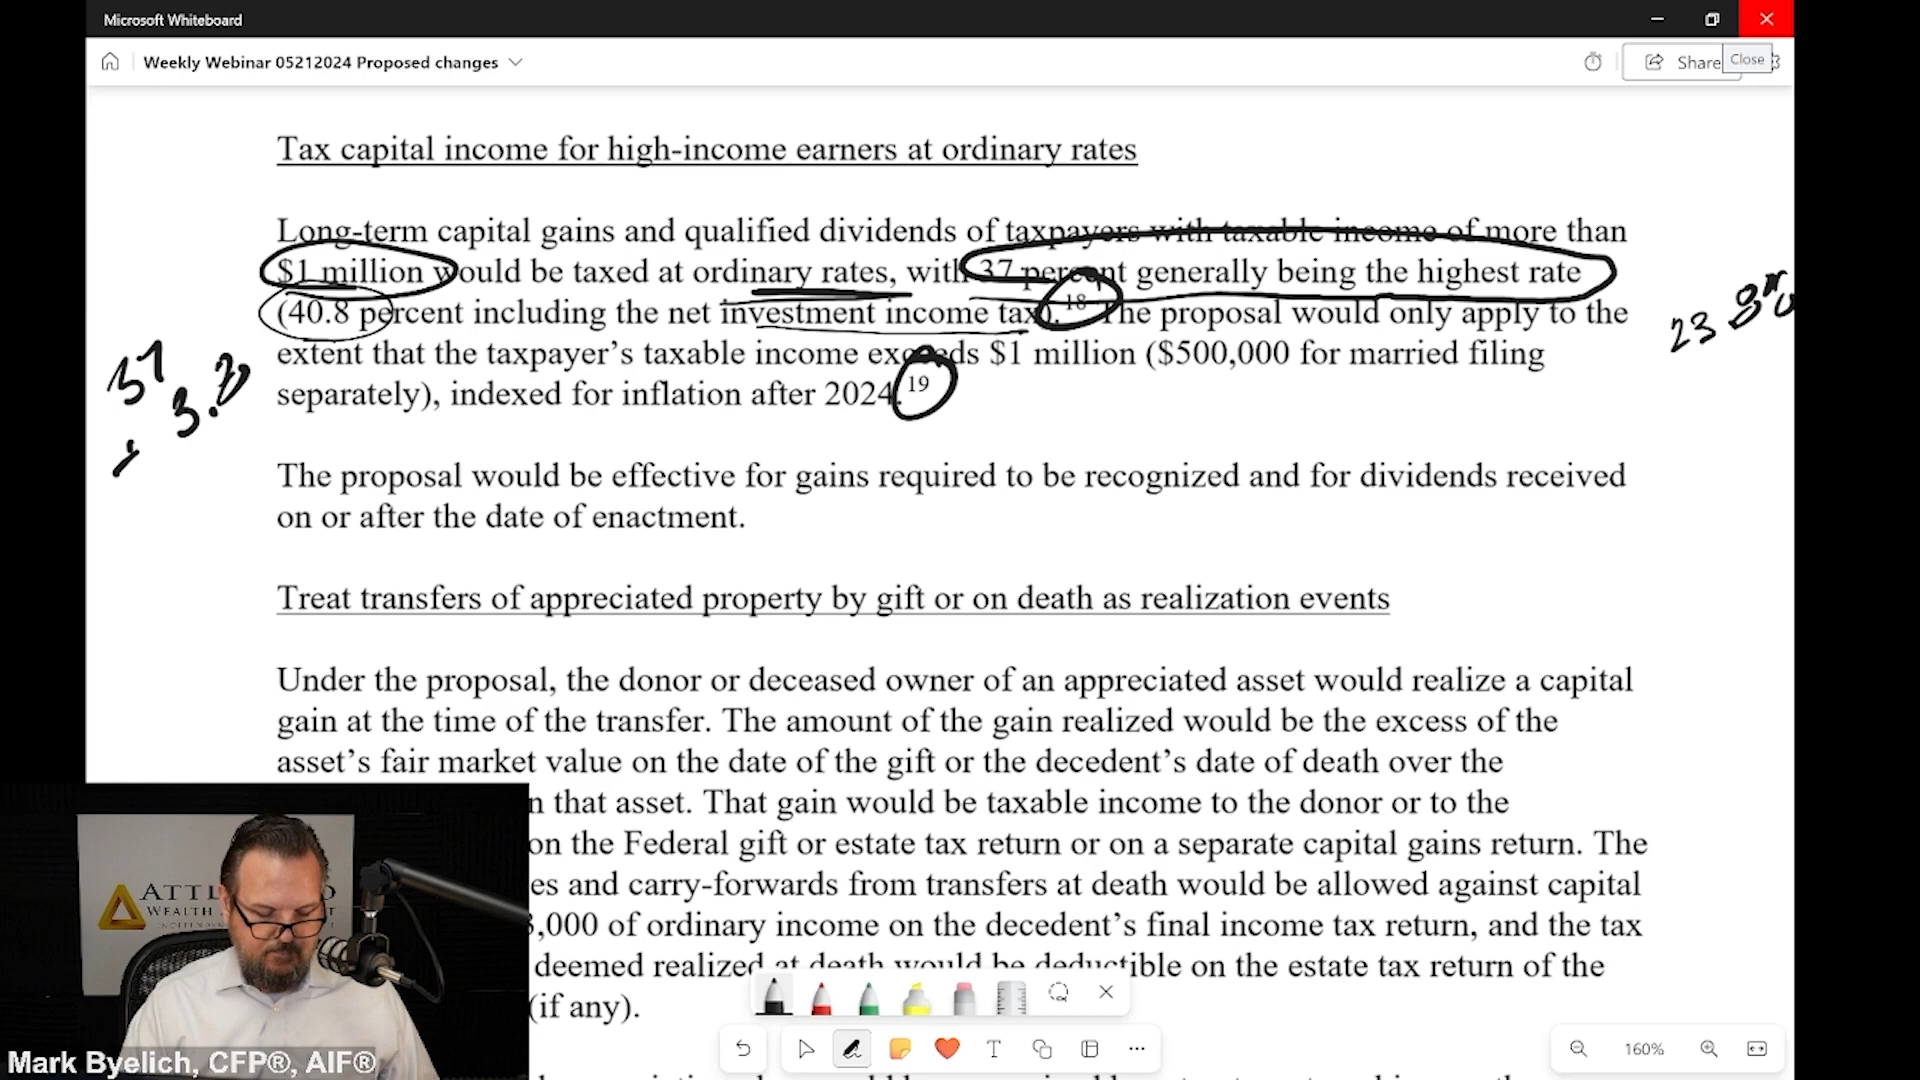 Microsoft Whiteboard
Weekly Webinar 05212024 Proposed changes
Share
Close
Tax capital income for high-income earners at ordinary rates
Long-term capital gains and qualified dividends of taxpayers with taxable income of more than
$1 million would be taxed at ordinary rates, with 37 percent generally being the highest rate
(40.8 percent including the net investment income tax).18 The proposal would only apply to the
extent that the taxpayer’s taxable income exceeds $1 million ($500,000 for married filing
separately), indexed for inflation after 2024.19
23.8%
37
3.8
+
The proposal would be effective for gains required to be recognized and for dividends received
on or after the date of enactment.
Treat transfers of appreciated property by gift or on death as realization events
Under the proposal, the donor or deceased owner of an appreciated asset would realize a capital
gain at the time of the transfer. The amount of the gain realized would be the excess of the
asset’s fair market value on the date of the gift or the decedent’s date of death over the
n that asset. That gain would be taxable income to the donor or to the
on the Federal gift or estate tax return or on a separate capital gains return. The
es and carry-forwards from transfers at death would be allowed against capital
,000 of ordinary income on the decedent’s final income tax return, and the tax
deemed realized at death would be deductible on the estate tax return of the
(if any).
160%
Mark Byelich, CFP®, AIF®